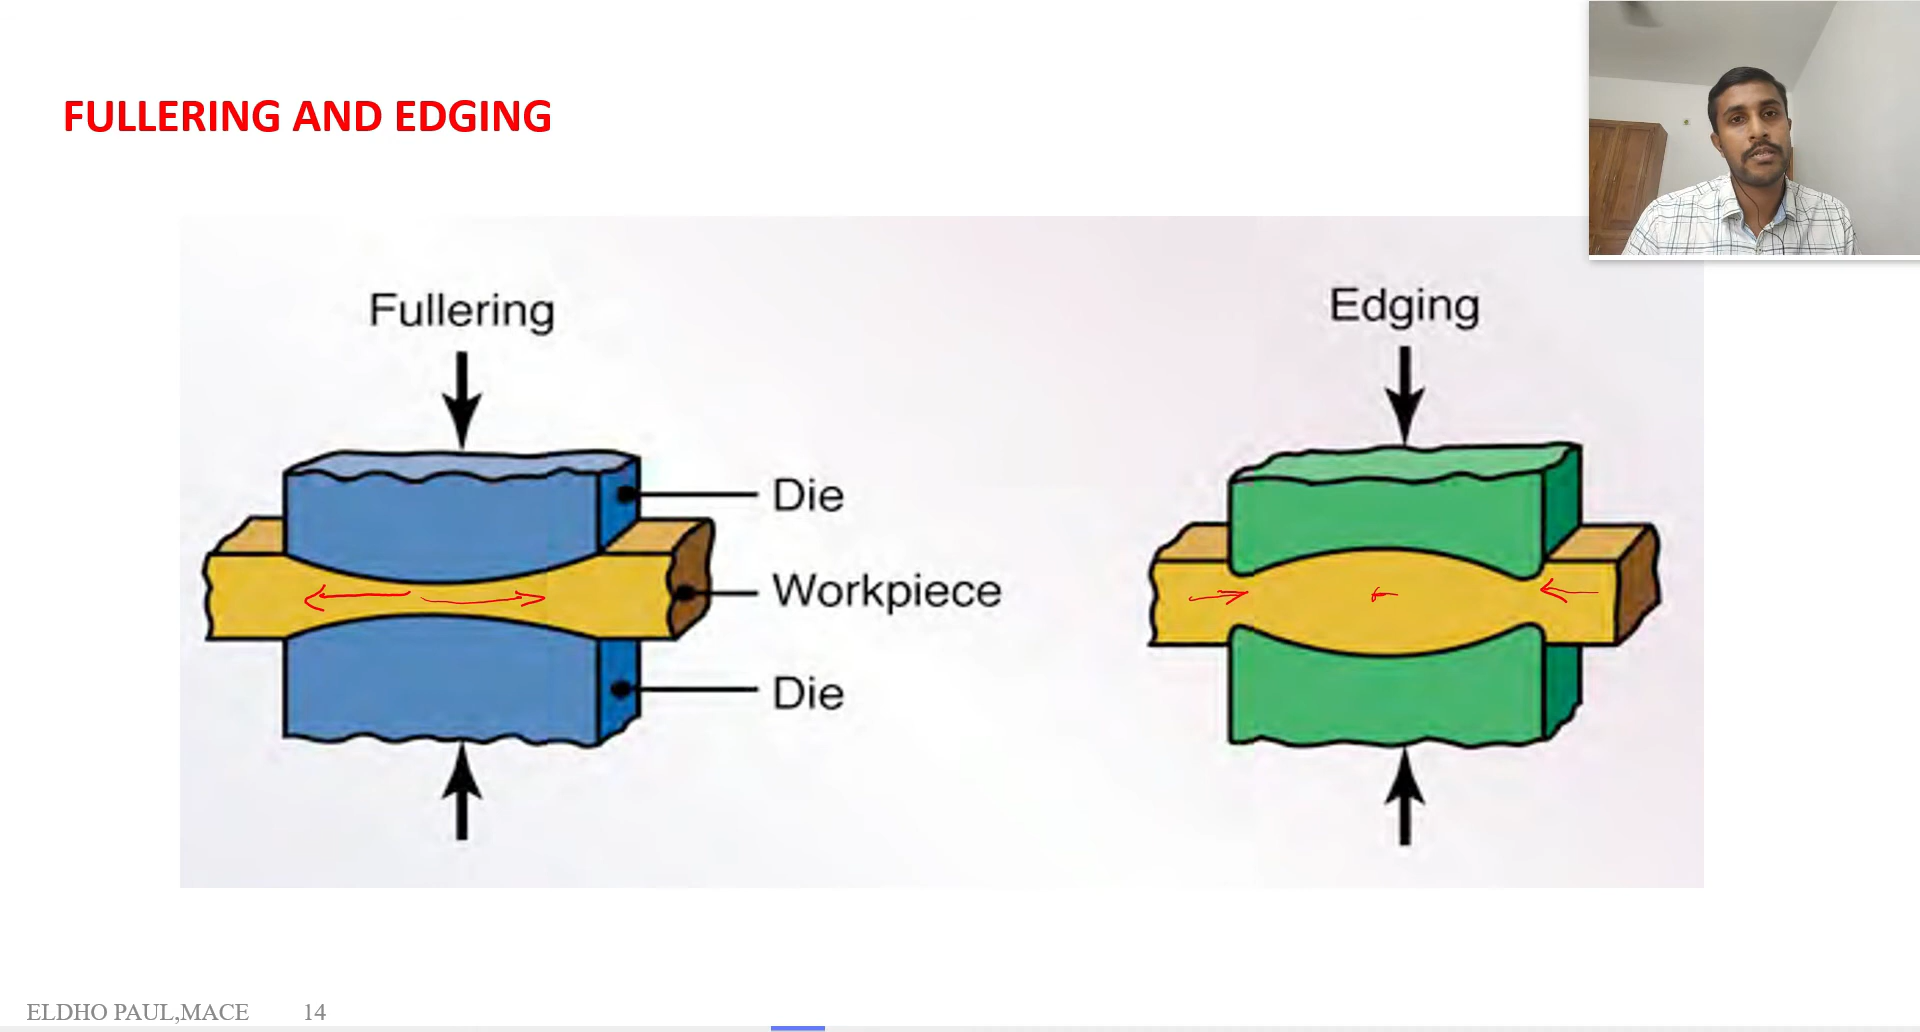 FULLERING AND EDGING
Fullering
Die
Workpiece
Die
Edging
ELDHO PAUL,MACE 14